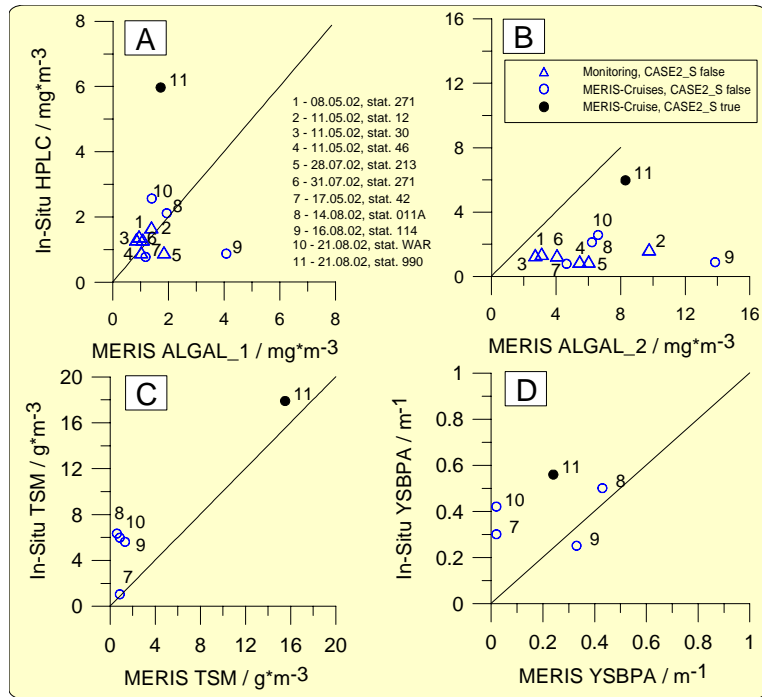 A
In-Situ HPLC / mg*m-3
8
6
4
2
0
11
10
8
1
2
3
6
4
7
5
9
1 - 08.05.02, stat. 271
2 - 11.05.02, stat. 12
3 - 11.05.02, stat. 30
4 - 11.05.02, stat. 46
5 - 28.07.02, stat. 213
6 - 31.07.02, stat. 271
7 - 17.05.02, stat. 42
8 - 14.08.02, stat. 011A
9 - 16.08.02, stat. 114
10 - 21.08.02, stat. WAR
11 - 21.08.02, stat. 990
0 2 4 6 8
MERIS ALGAL_1 / mg*m-3
B
16
12
8
4
0
Monitoring, CASE2_S false
MERIS-Cruises, CASE2_S false
MERIS-Cruise, CASE2_S true
11
10
1 6 4 8 2
3 7 5 9
0 4 8 12 16
MERIS ALGAL_2 / mg*m-3
C
In-Situ TSM / g*m-3
20
16
12
8
4
0
11
8
10
9
7
0 4 8 12 16 20
MERIS TSM / g*m-3
D
In-Situ YSBPA / m-1
1
0.8
0.6
0.4
0.2
0
11
8
10
7
9
0 0.2 0.4 0.6 0.8 1
MERIS YSBPA / m-1